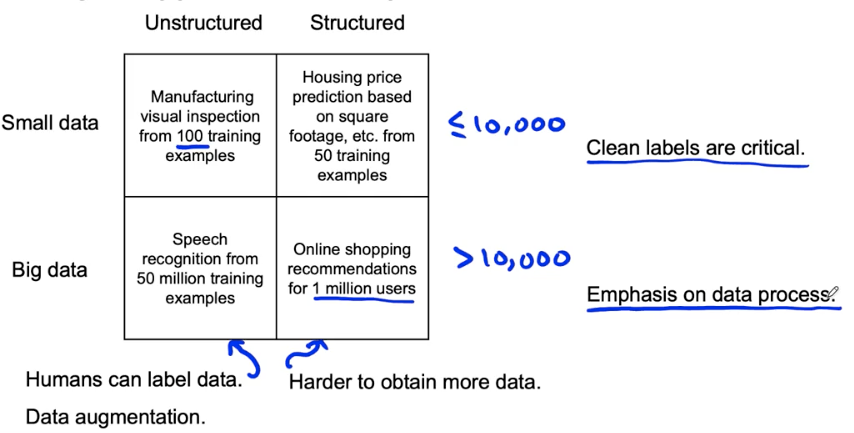 Unstructured Structured
Small data
Manufacturing
visual inspection
from 100 training
examples
Housing price
prediction based
on square
footage, etc. from
50 training
examples
≤10,000
Clean labels are critical.
Big data
Speech
recognition from
50 million training
examples
Online shopping
recommendations
for 1 million users
>10,000
Emphasis on data process.
Humans can label data.
Data augmentation.
Harder to obtain more data.